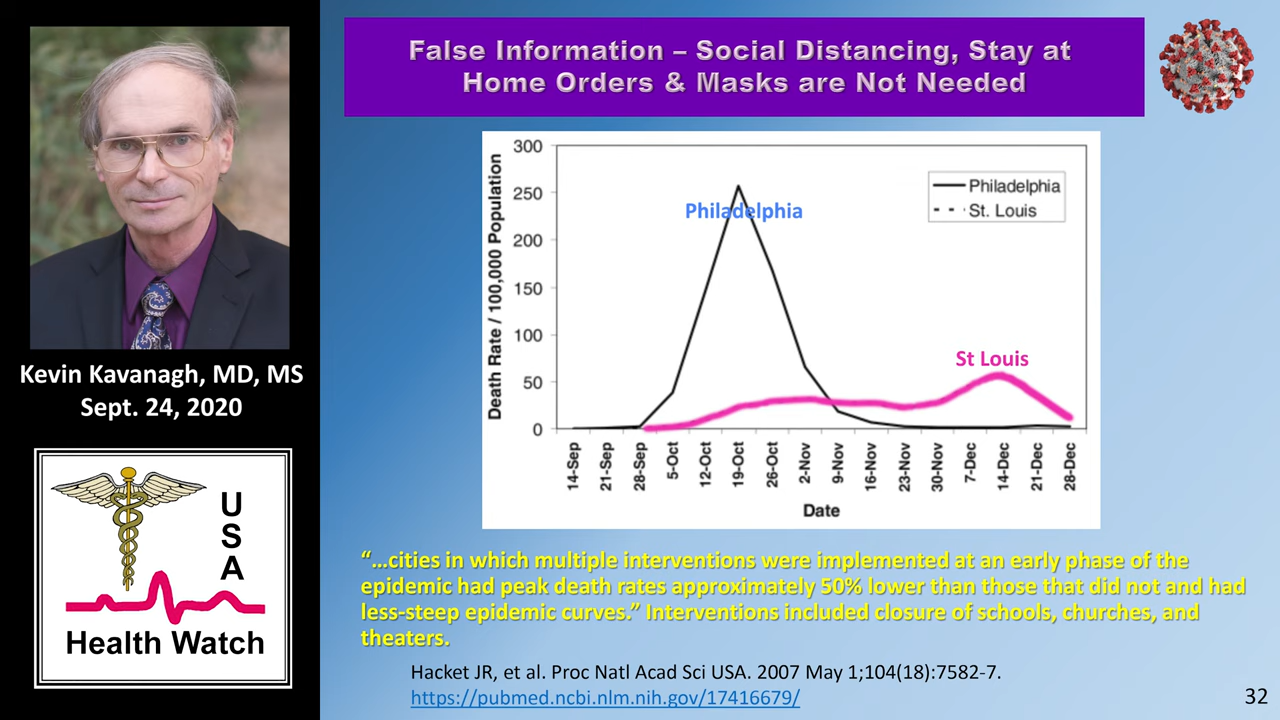 False Information – Social Distancing, Stay at
Home Orders & Masks are Not Needed
Kevin Kavanagh, MD, MS
Sept. 24, 2020
U
S
A
Health Watch
Death Rate / 100,000 Population
300
250
200
150
100
50
0
Philadelphia
St Louis
Philadelphia
St. Louis
14-Sep
21-Sep
28-Sep
5-Oct
12-Oct
19-Oct
26-Oct
2-Nov
9-Nov
16-Nov
23-Nov
30-Nov
7-Dec
14-Dec
21-Dec
28-Dec
Date
“…cities in which multiple interventions were implemented at an early phase of the
epidemic had peak death rates approximately 50% lower than those that did not and had
less-steep epidemic curves.” Interventions included closure of schools, churches, and
theaters.
Hacket JR, et al. Proc Natl Acad Sci USA. 2007 May 1;104(18):7582-7.
https://pubmed.ncbi.nlm.nih.gov/17416679/
32